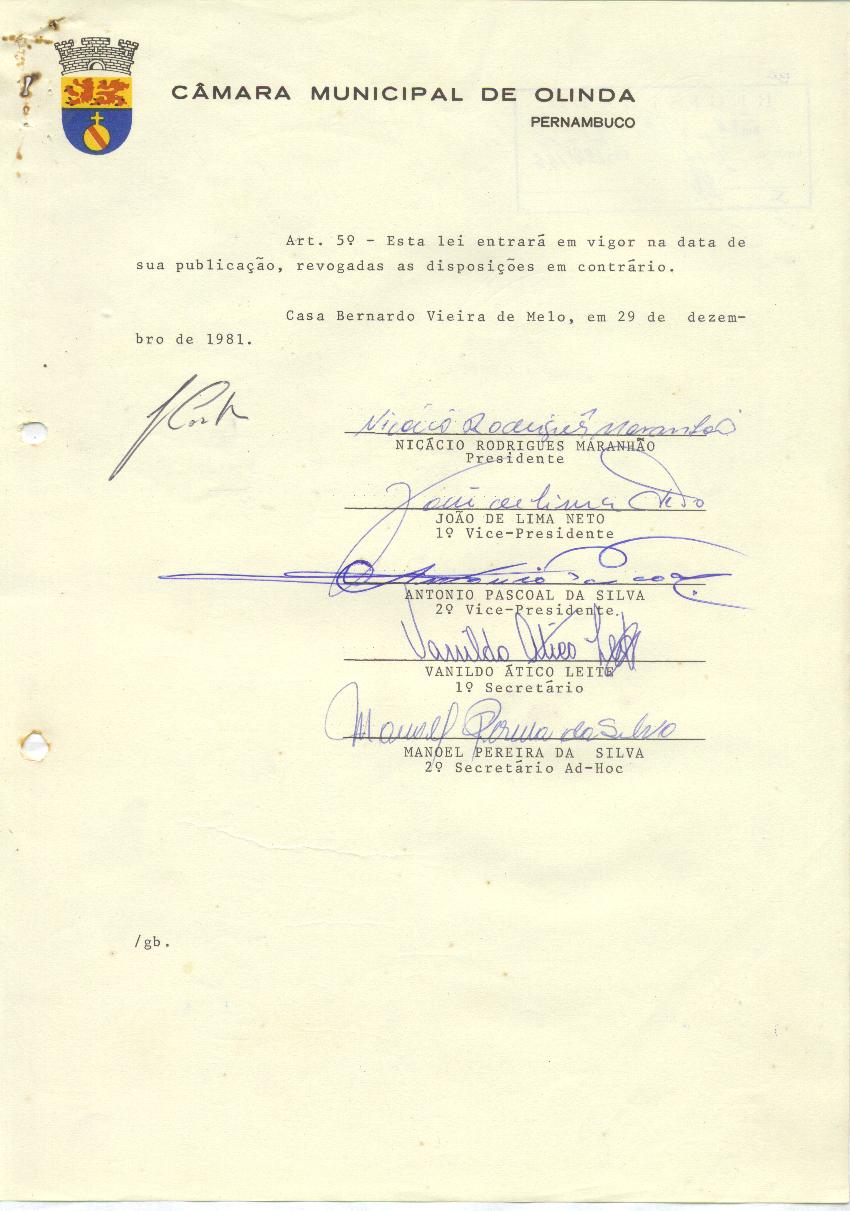 CÂMARA MUNICIPAL DE OLINDA
PERNAMBUCO
Art. 5º - Esta lei entrará em vigor na data de
sua publicação, revogadas as disposições em contrário.
Casa Bernardo Vieira de Melo, em 29 de dezem-
bro de 1981.
Nicácio Rodrigues Maranhão
NICÁCIO RODRIGUES MARANHÃO
Presidente
João de Lima Neto
JOÃO DE LIMA NETO
1º Vice-Presidente
Antônio Pascoal
ANTONIO PASCOAL DA SILVA
2º Vice-Presidente.
Vanildo Ático Leite
VANILDO ÁTICO LEITE
1º Secretário
Manoel Pereira da Silva
MANOEL PEREIRA DA SILVA
2º Secretário Ad-Hoc
/gb.